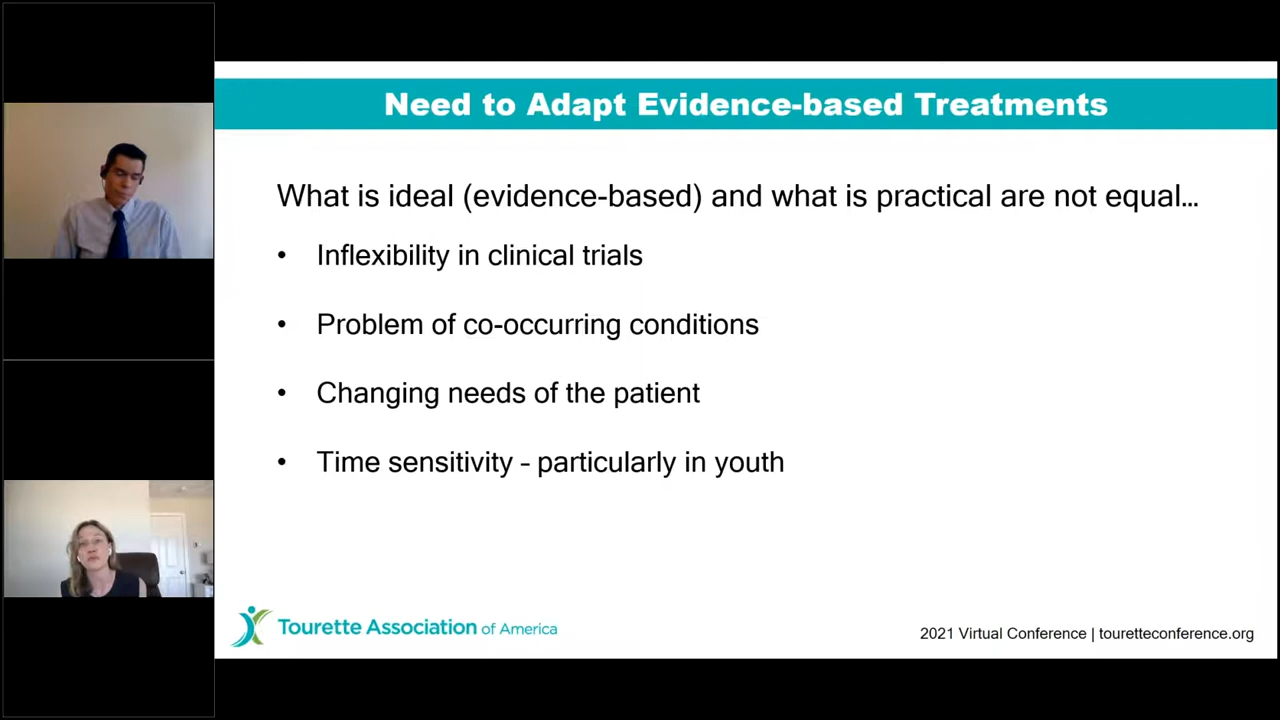 Need to Adapt Evidence-based Treatments
What is ideal (evidence-based) and what is practical are not equal…
• Inflexibility in clinical trials
• Problem of co-occurring conditions
• Changing needs of the patient
• Time sensitivity - particularly in youth
Tourette Association of America
2021 Virtual Conference | touretteconference.org